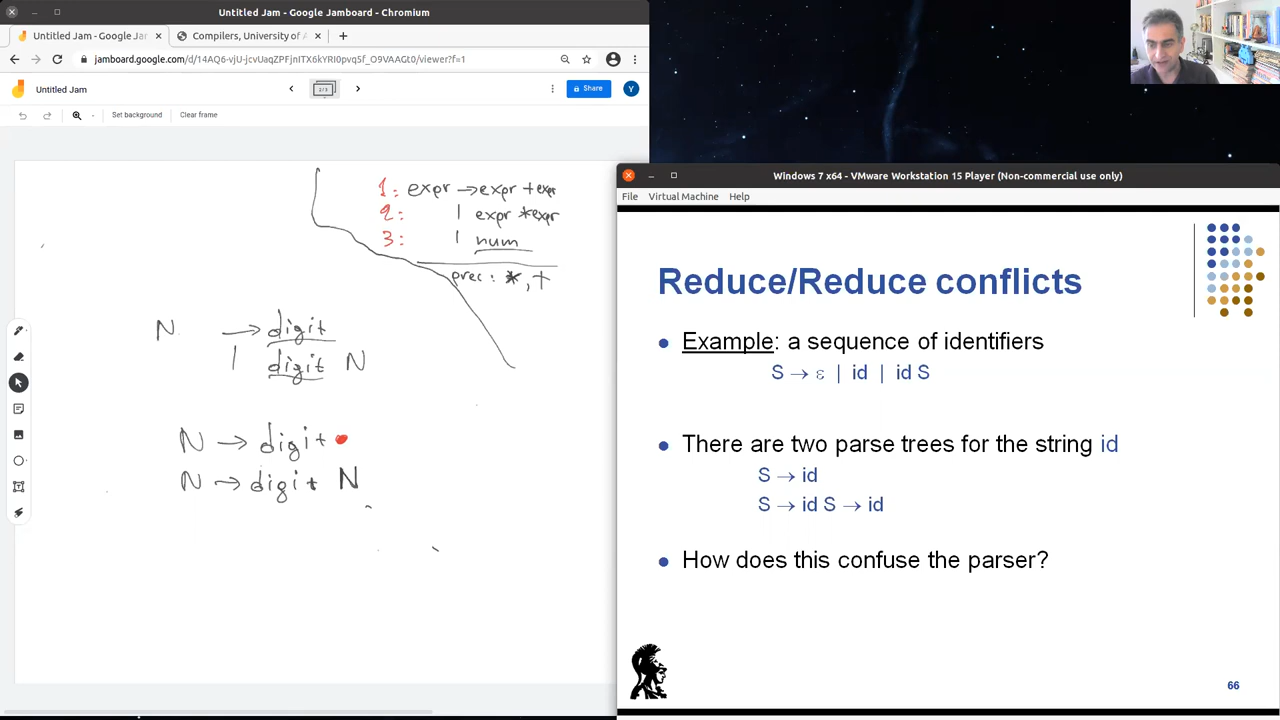 Untitled Jam - Google Jamboard - Chromium
Untitled Jam - Google Jar
Compilers, University of A
jamboard.google.com/d/14AQ6-vjU-jcvUaqZPFjnITX6kYRI0pvq5f_O9VAAGt0/viewer?f=1
Untitled Jam
2/3
Share
Y
Set background
Clear frame
1: expr → expr + expr
2: | expr * expr
3: | num
prec: *, +
N → digit
| digit N
N → digit •
N → digit N
Windows 7 x64 - VMware Workstation 15 Player (Non-commercial use only)
File Virtual Machine Help
Reduce/Reduce conflicts
Example: a sequence of identifiers
S → ε | id | id S
There are two parse trees for the string id
S → id
S → id S → id
How does this confuse the parser?
66